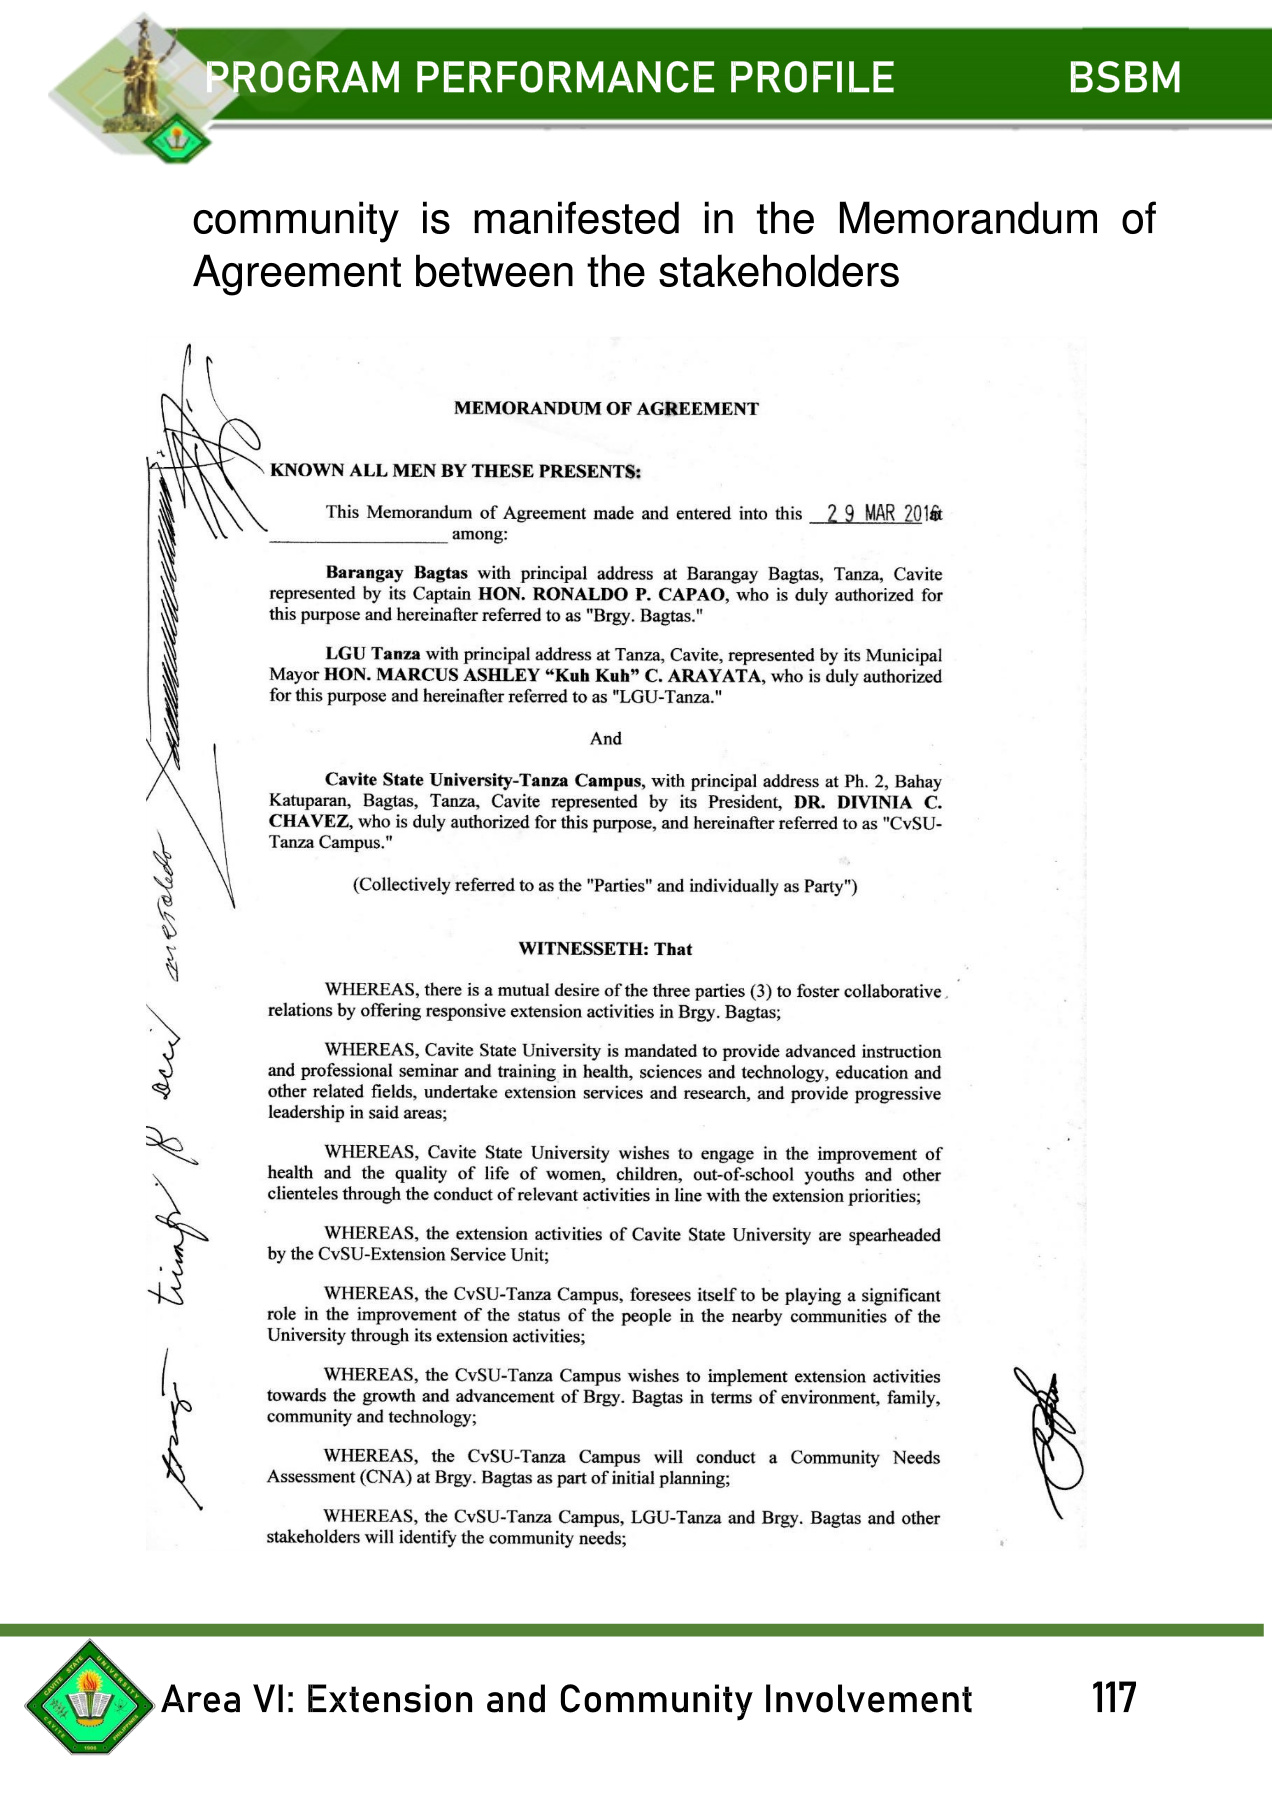 PROGRAM PERFORMANCE PROFILE BSBM
community is manifested in the Memorandum of
Agreement between the stakeholders
MEMORANDUM OF AGREEMENT
KNOWN ALL MEN BY THESE PRESENTS:
This Memorandum of Agreement made and entered into this 29 MAR
among:
Barangay Bagtas with principal address at Barangay Bagtas, Tanza, Cavite
represented by its Captain HON. RONALDO P. CAPAO, who is duly authorized for
this purpose and hereinafter referred to as "Brgy. Bagtas."
LGU Tanza with principal address at Tanza, Cavite, represented by its Municipal
Mayor HON. MARCUS ASHLEY “Kuh Kuh” C. ARAYATA, who is duly authorized
for this purpose and hereinafter referred to as "LGU-Tanza."
And
Cavite State University-Tanza Campus, with principal address at Ph. 2, Bahay
Katuparan, Bagtas, Tanza, Cavite represented by its President, DR. DIVINIA C.
CHAVEZ, who is duly authorized for this purpose, and hereinafter referred to as "CvSU-
Tanza Campus."
(Collectively referred to as the "Parties" and individually as Party")
WITNESSETH: That
WHEREAS, there is a mutual desire of the three parties (3) to foster collaborative
relations by offering responsive extension activities in Brgy. Bagtas;
WHEREAS, Cavite State University is mandated to provide advanced instruction
and professional seminar and training in health, sciences and technology, education and
other related fields, undertake extension services and research, and provide progressive
leadership in said areas;
WHEREAS, Cavite State University wishes to engage in the improvement of
health and the quality of life of women, children, out-of-school youths and other
clienteles through the conduct of relevant activities in line with the extension priorities;
WHEREAS, the extension activities of Cavite State University are spearheaded
by the CvSU-Extension Service Unit;
WHEREAS, the CvSU-Tanza Campus, foresees itself to be playing a significant
role in the improvement of the status of the people in the nearby communities of the
University through its extension activities;
WHEREAS, the CvSU-Tanza Campus wishes to implement extension activities
towards the growth and advancement of Brgy. Bagtas in terms of environment, family,
community and technology;
WHEREAS, the CvSU-Tanza Campus will conduct a Community Needs
Assessment (CNA) at Brgy. Bagtas as part of initial planning;
WHEREAS, the CvSU-Tanza Campus, LGU-Tanza and Brgy. Bagtas and other
stakeholders will identify the community needs;
CAVITE STATE UNIVERSITY
CAVITE PHILIPPINES
1906
Area VI: Extension and Community Involvement 117